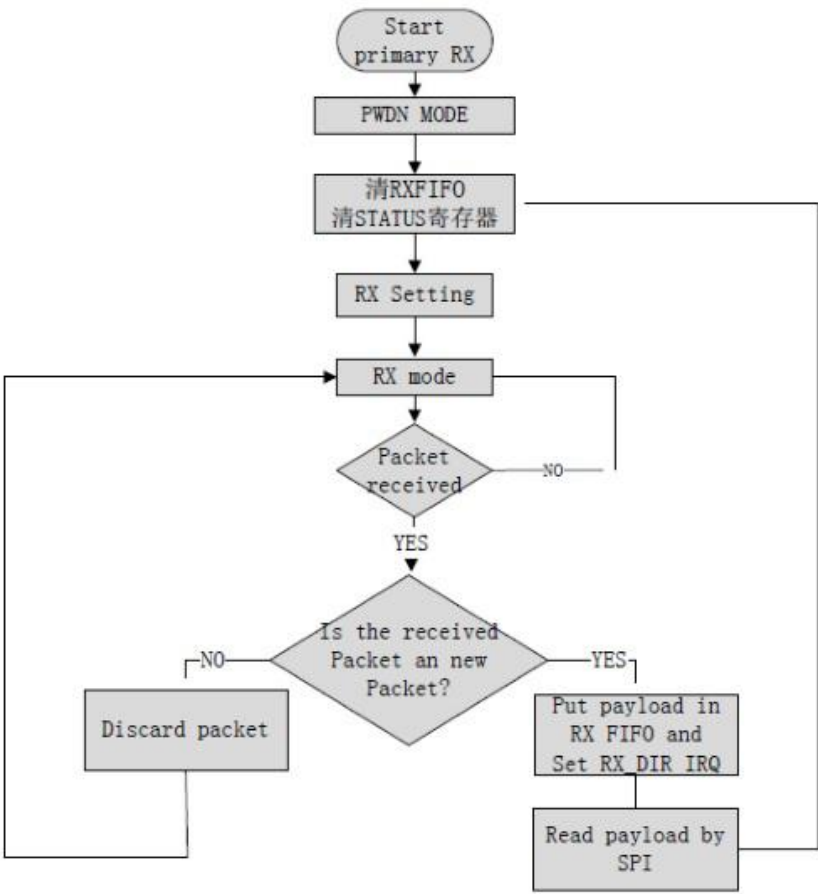 Start
primary RX
PWDN MODE
清RXFIFO
清STATUS寄存器
RX Setting
RX mode
Packet
received
NO
YES
Is the received
Packet an new
Packet?
NO
YES
Discard packet
Put payload in
RX FIFO and
Set RX_DIR IRQ
Read payload by
SPI